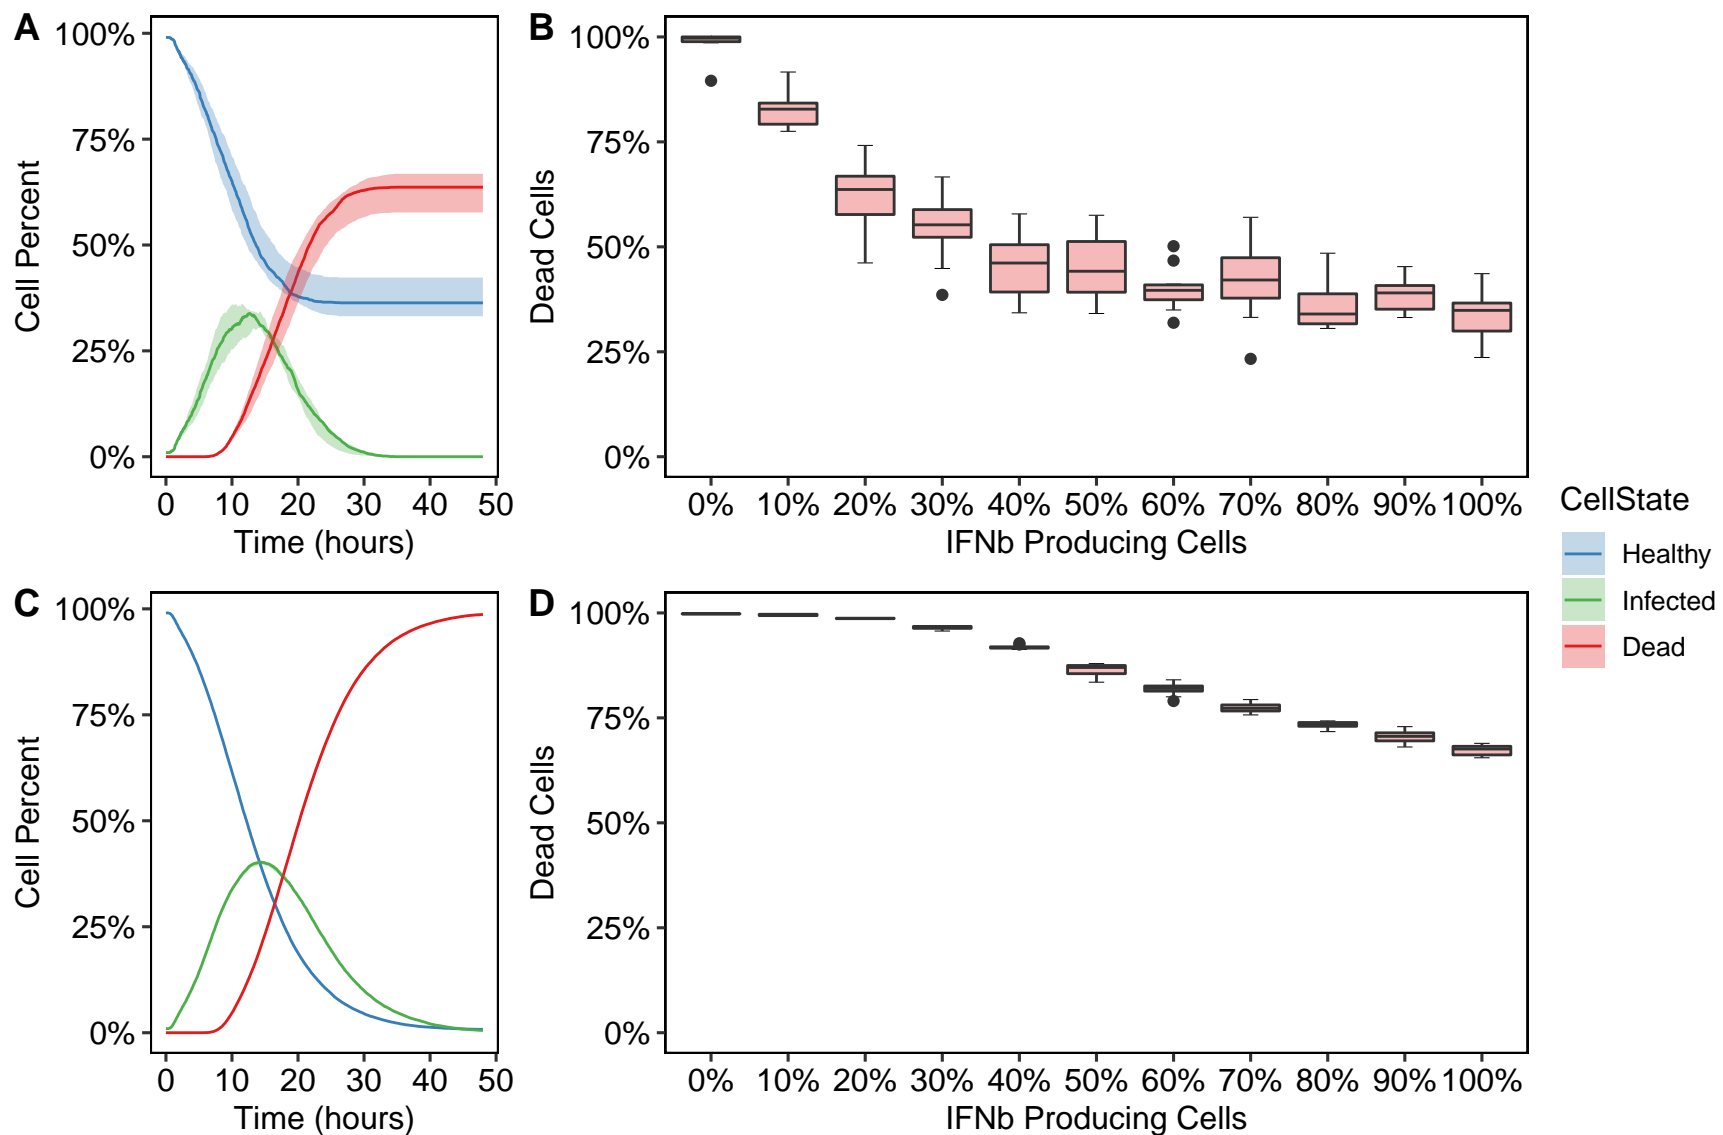 A
100%
75%
50%
25%
0%
Cell Percent
0 10 20 30 40 50
Time (hours)
B
100%
75%
50%
25%
0%
Dead Cells
0% 10% 20% 30% 40% 50% 60% 70% 80% 90% 100%
IFNb Producing Cells
C
100%
75%
50%
25%
0%
Cell Percent
0 10 20 30 40 50
Time (hours)
D
100%
75%
50%
25%
0%
Dead Cells
0% 10% 20% 30% 40% 50% 60% 70% 80% 90% 100%
IFNb Producing Cells
CellState
Healthy
Infected
Dead